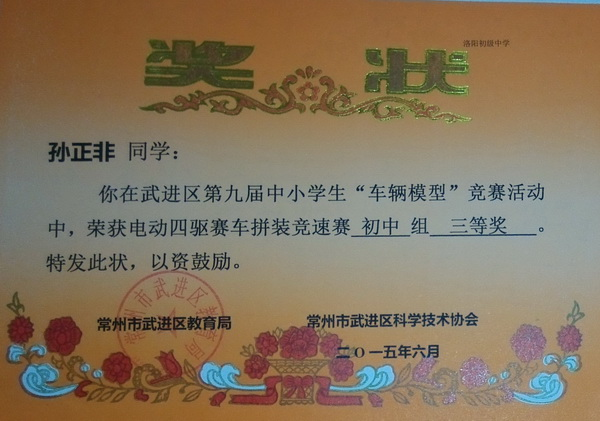 洛阳初级中学
奖 状
孙正非 同学：
你在武进区第九届中小学生“车辆模型”竞赛活动
中，荣获电动四驱赛车拼装竞速赛 初中 组 三等奖 。
特发此状，以资鼓励。
常州市武进区教育局 常州市武进区科学技术协会
二〇一五年六月